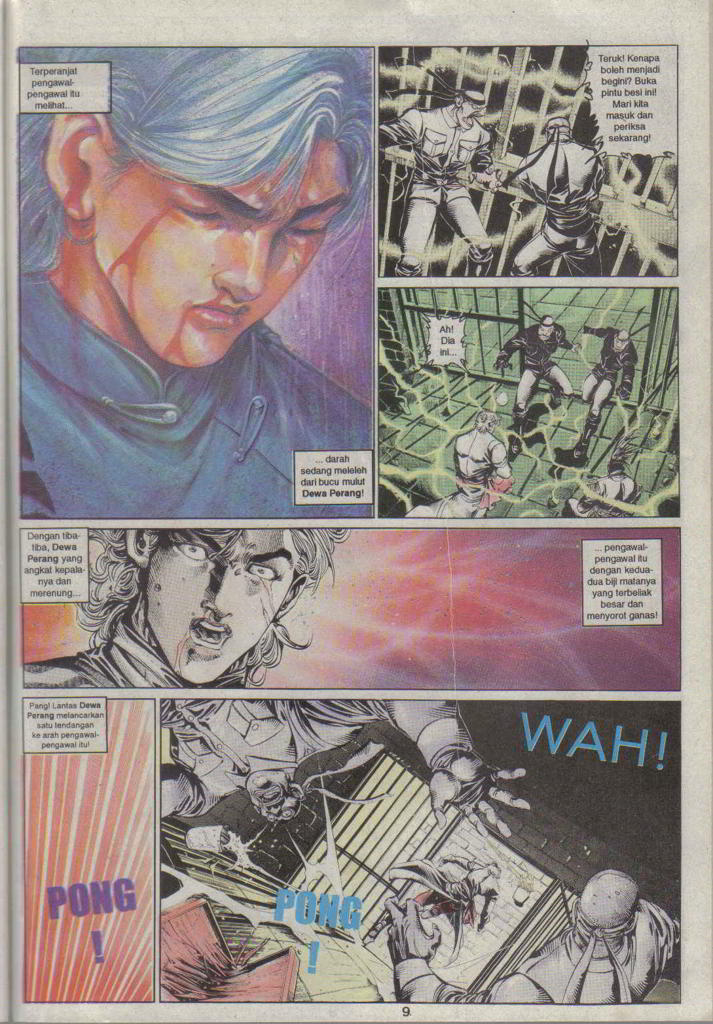 Terperanjat
pengawal-
pengawal itu
melihat...
... darah
sedang meleleh
dari bucu mulut
Dewa Perang!
Teruk! Kenapa
boleh menjadi
begini? Buka
pintu besi ini!
Mari kita
masuk dan
periksa
sekarang!
Ah!
Dia
ini...
Dengan tiba-
tiba, Dewa
Perang yang
angkat kepala-
nya dan
merenung...
... pengawal-
pengawal itu
dengan kedua-
dua biji matanya
yang terbeliak
besar dan
menyorot ganas!
Pang! Lantas Dewa
Perang melancarkan
satu tendangan
ke arah pengawal-
pengawal itu!
PONG
!
WAH!
PONG
!
9